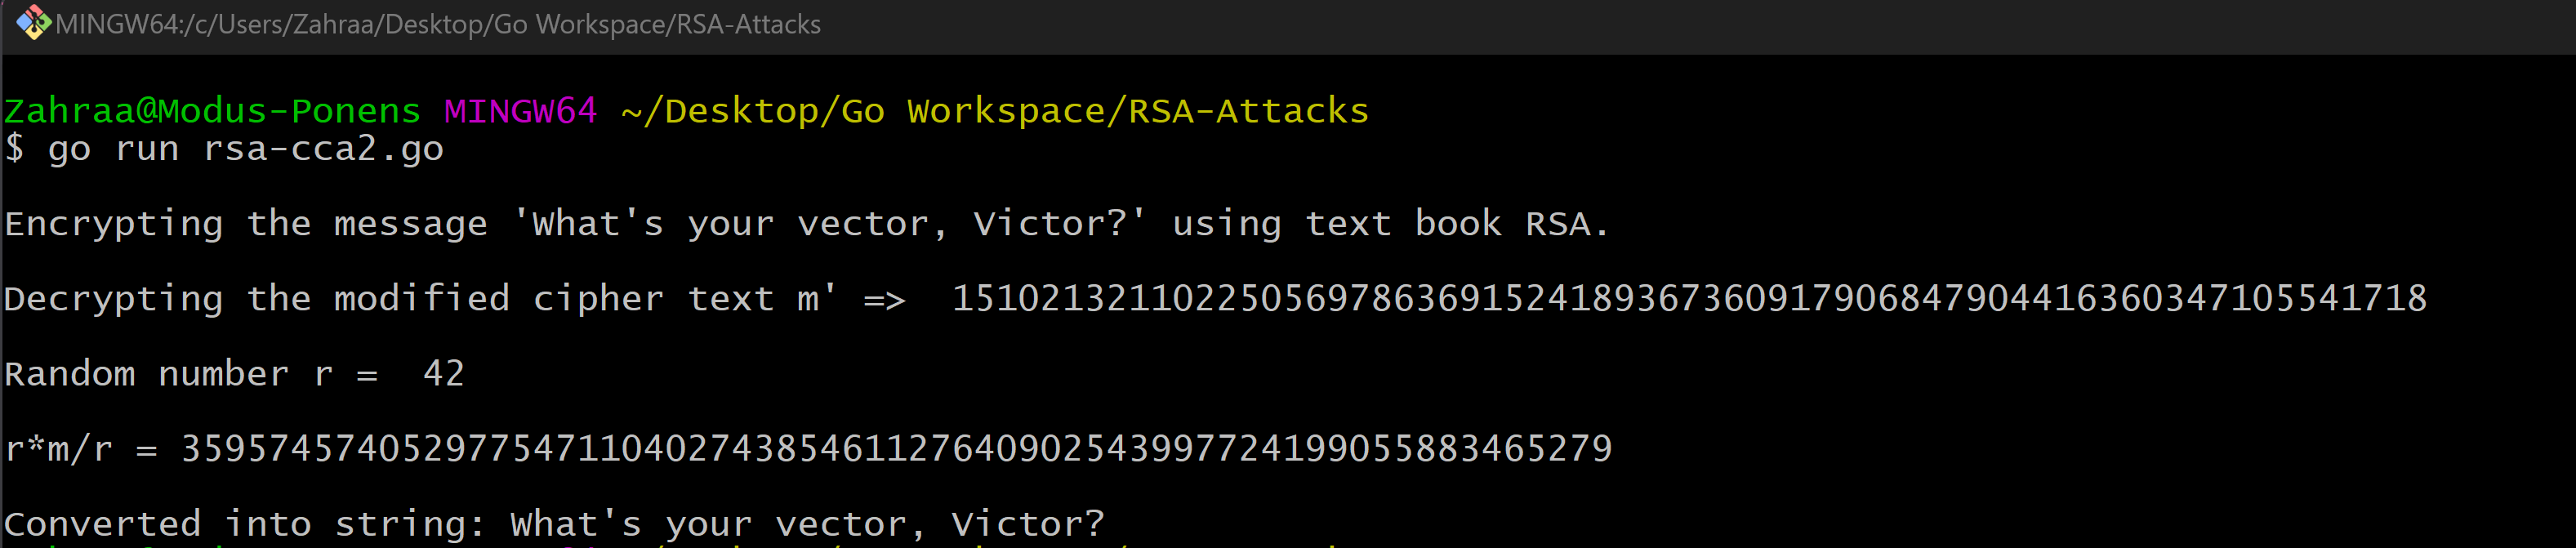 MINGW64:/c/Users/Zahraa/Desktop/Go Workspace/RSA-Attacks
Zahraa@Modus-Ponens MINGW64 ~/Desktop/Go Workspace/RSA-Attacks
$ go run rsa-cca2.go
Encrypting the message 'What's your vector, Victor?' using text book RSA.
Decrypting the modified cipher text m' =>  1510213211022505697863691524189367360917906847904416360347105541718
Random number r =  42
r*m/r = 35957457405297754711040274385461127640902543997724199055883465279
Converted into string: What's your vector, Victor?